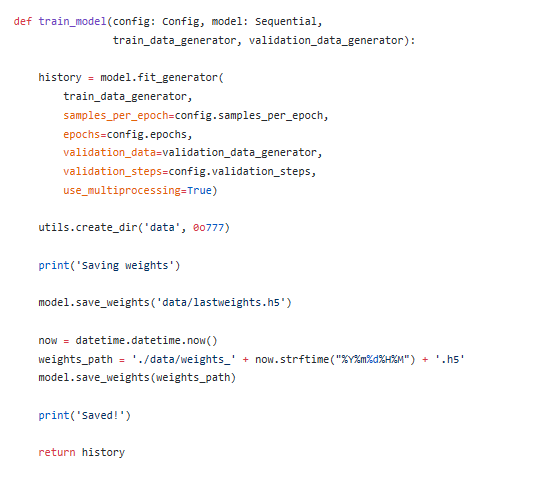 def train_model(config: Config, model: Sequential,
                train_data_generator, validation_data_generator):
    history = model.fit_generator(
        train_data_generator,
        samples_per_epoch=config.samples_per_epoch,
        epochs=config.epochs,
        validation_data=validation_data_generator,
        validation_steps=config.validation_steps,
        use_multiprocessing=True)
    utils.create_dir('data', 0o777)
    print('Saving weights')
    model.save_weights('data/lastweights.h5')
    now = datetime.datetime.now()
    weights_path = './data/weights_' + now.strftime("%Y%m%d%H%M") + '.h5'
    model.save_weights(weights_path)
    print('Saved!')
    return history